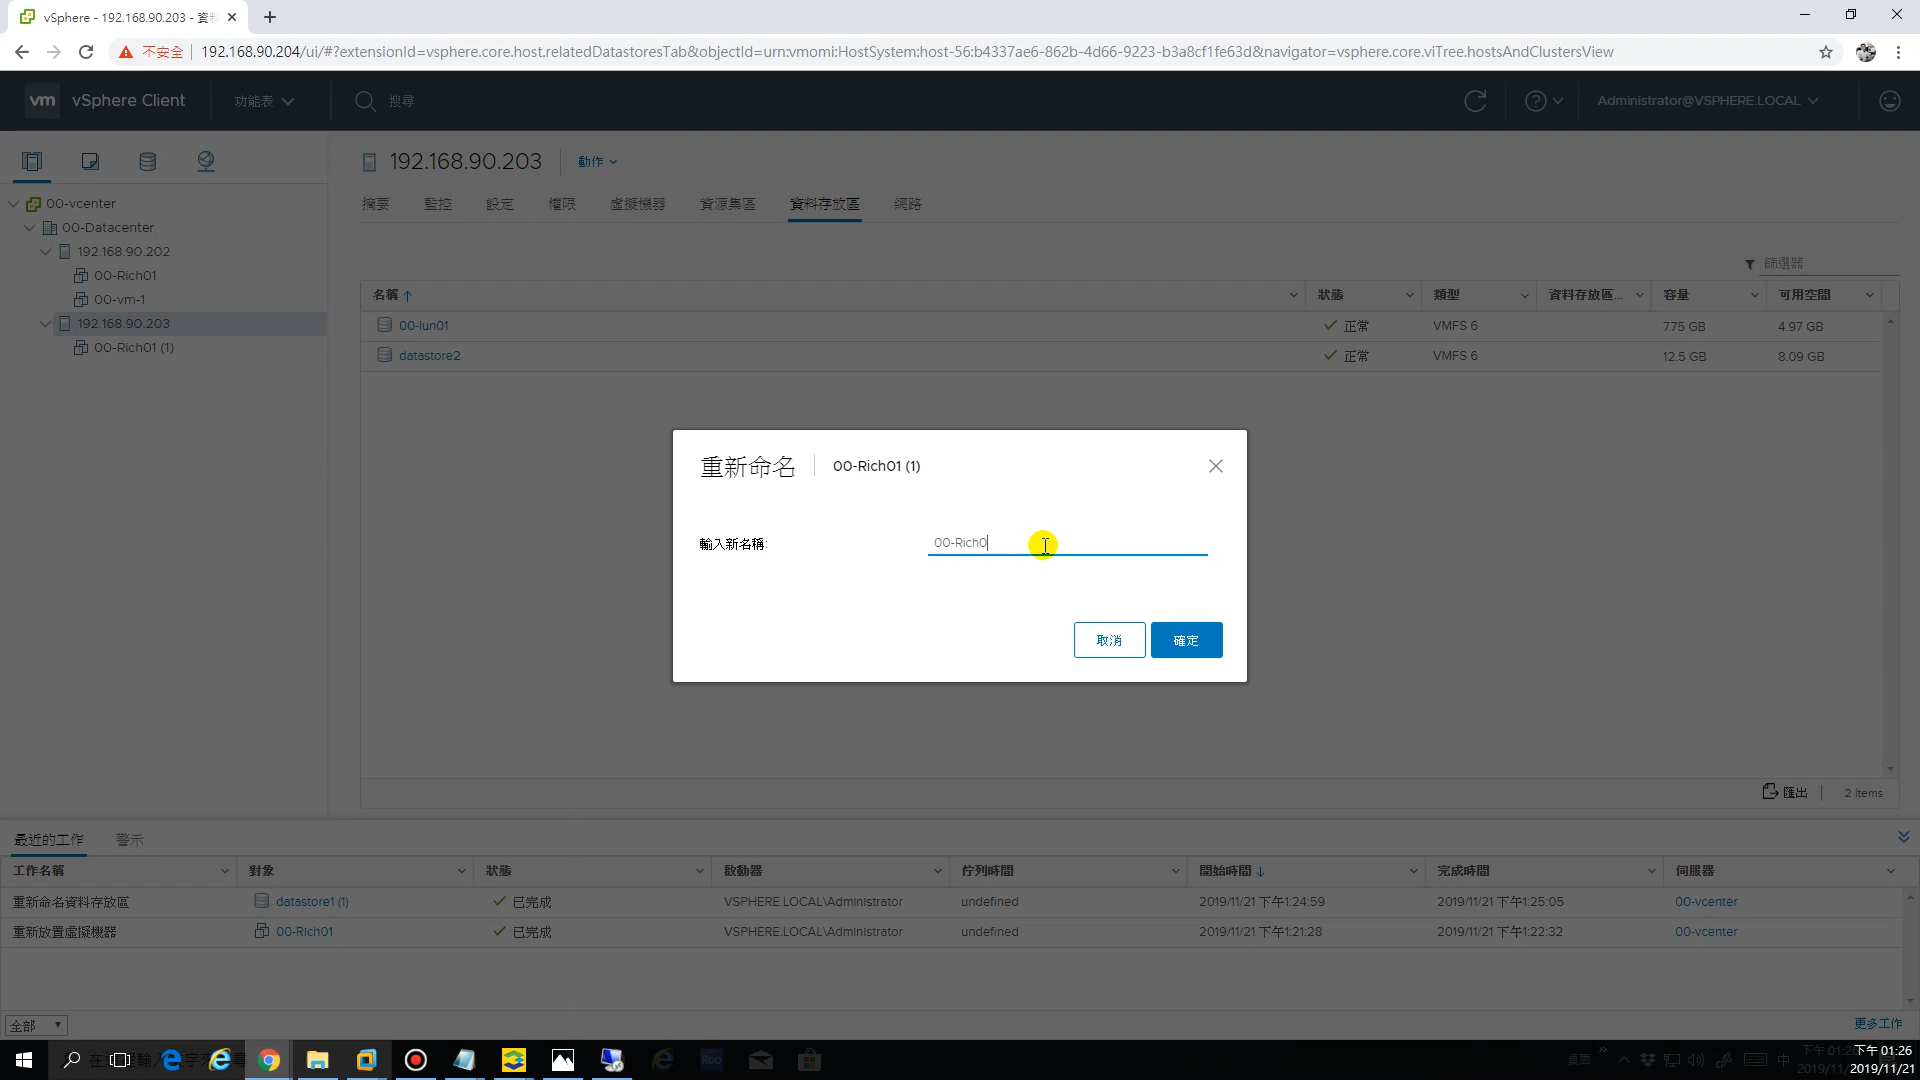 vSphere - 192.168.90.203 - 資料
不安全 192.168.90.204/ui/#?extensionId=vsphere.core.host.relatedDatastoresTab&objectId=urn:vmomi:HostSystem:host-56:b4337ae6-862b-4d66-9223-b3a8cf1fe63d&navigator=vsphere.core.viTree.hostsAndClustersView
vm vSphere Client 功能表 搜尋 Administrator@VSPHERE.LOCAL
192.168.90.203 動作
摘要 監控 設定 權限 虛擬機器 資源集區 資料存放區 網路
00-vcenter
00-Datacenter
192.168.90.202
00-Rich01
00-vm-1
192.168.90.203
00-Rich01 (1)
篩選器
名稱 狀態 類型 資料存放區... 容量 可用空間
00-lun01 正常 VMFS 6 7.75 GB 4.97 GB
datastore2 正常 VMFS 6 12.5 GB 8.09 GB
重新命名 00-Rich01 (1)
輸入新名稱: 00-Rich0
取消 確定
匯出 2 items
最近的工作 警示
工作名稱 對象 狀態 啟動器 佇列時間 開始時間 完成時間 伺服器
重新命名資料存放區 datastore1 (1) 已完成 VSPHERE.LOCAL\Administrator undefined 2019/11/21 下午1:24:59 2019/11/21 下午1:25:05 00-vcenter
重新放置虛擬機器 00-Rich01 已完成 VSPHERE.LOCAL\Administrator undefined 2019/11/21 下午1:21:28 2019/11/21 下午1:22:32 00-vcenter
全部 更多工作
桌面 中 下午 01:26
2019/11/21